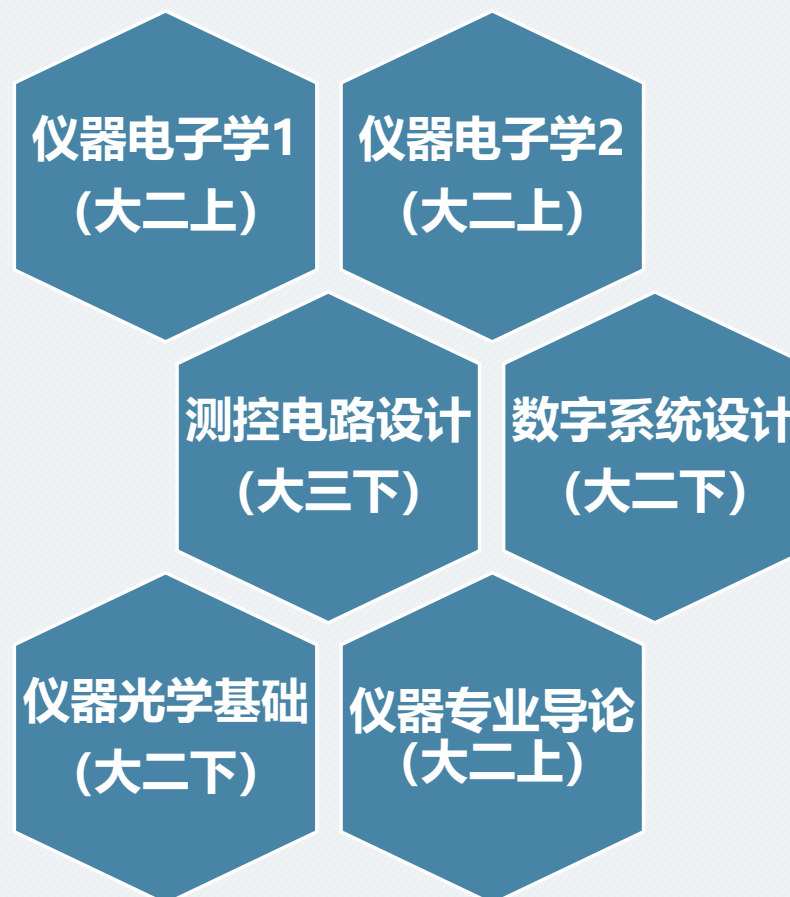 仪器电子学1
（大二上）
仪器电子学2
（大二上）
测控电路设计
（大三下）
数字系统设计
（大二下）
仪器光学基础
（大二下）
仪器专业导论
（大二上）